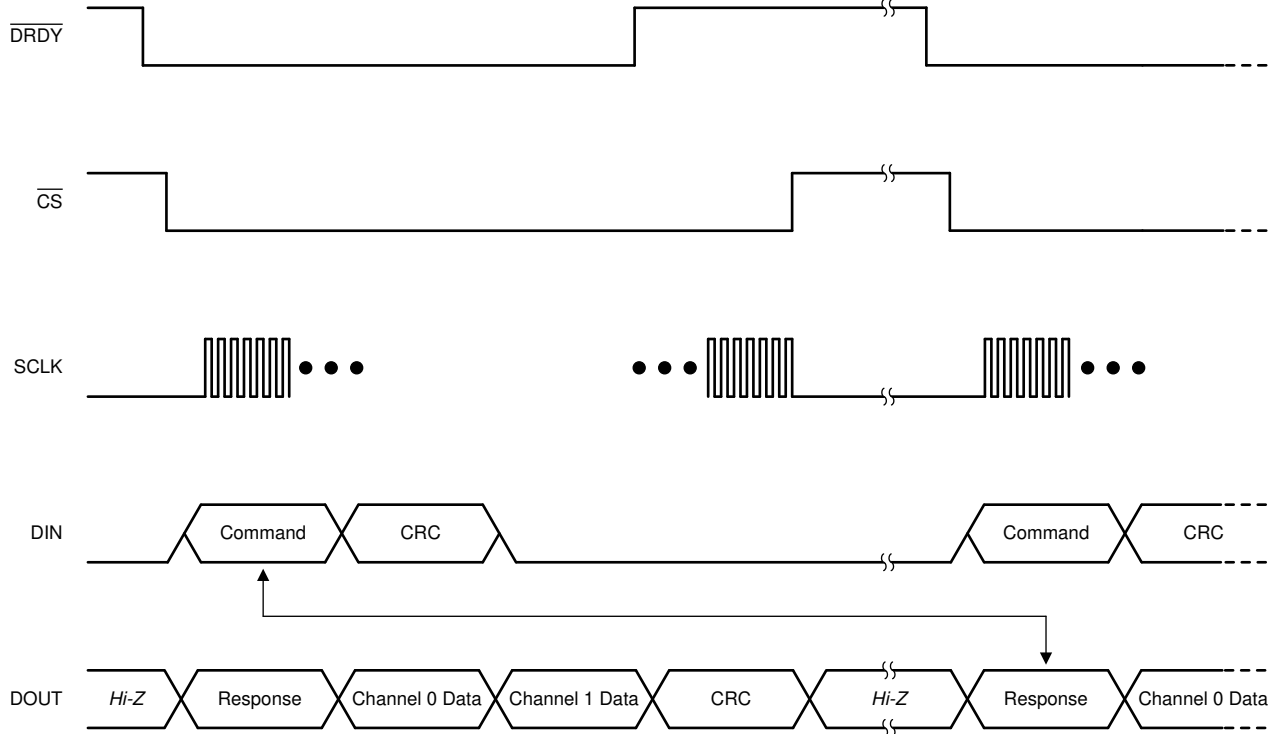 DRDY
CS
SCLK
DIN
Command
CRC
Command
CRC
DOUT
Hi-Z
Response
Channel 0 Data
Channel 1 Data
CRC
Hi-Z
Response
Channel 0 Data